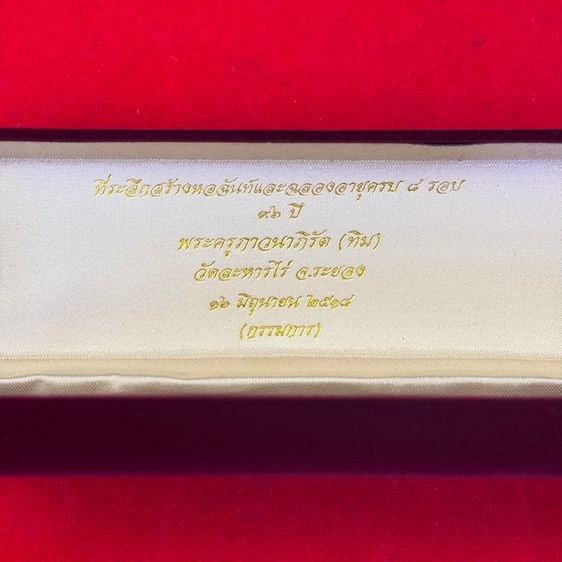 ที่ระลึกสร้างหอฉันท์และฉลองอายุครบ ๘ รอบ
๙๖ ปี
พระครูภาวนาภิรัต (ทิม)
วัดละหารไร่ จ.ระยอง
๑๖ มิถุนายน ๒๕๑๘
(กรรมการ)